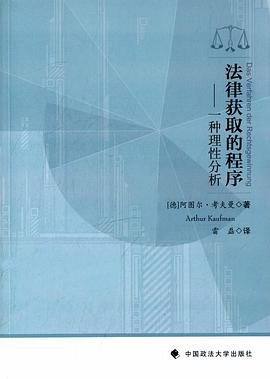 Das Verfahren der Rechtsgewinnung
法律获取的程序
——一种理性分析
[德]阿图尔·考夫曼◎著
Arthur Kaufman
雷 磊◎译
中国政法大学出版社